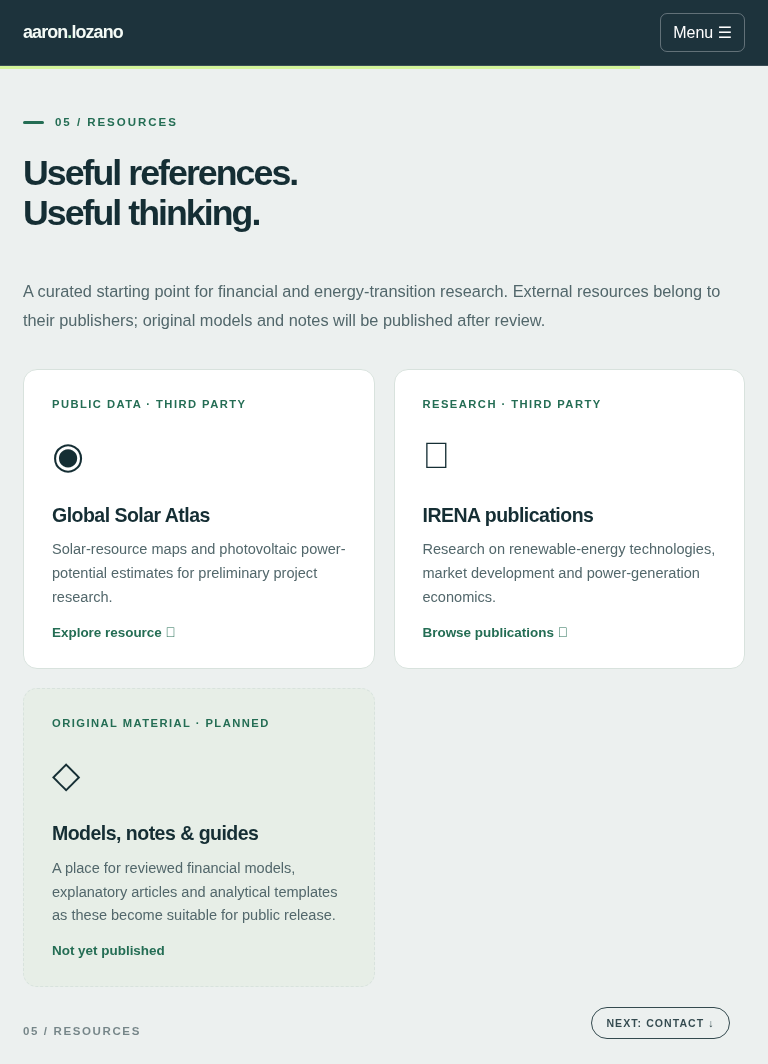 aaron.lozano
Menu ☰
05 / RESOURCES
Useful references.
Useful thinking.
A curated starting point for financial and energy-transition research. External resources belong to
their publishers; original models and notes will be published after review.
PUBLIC DATA · THIRD PARTY
◉
Global Solar Atlas
Solar-resource maps and photovoltaic power-
potential estimates for preliminary project
research.
Explore resource
RESEARCH · THIRD PARTY
IRENA publications
Research on renewable-energy technologies,
market development and power-generation
economics.
Browse publications
ORIGINAL MATERIAL · PLANNED
◇
Models, notes & guides
A place for reviewed financial models,
explanatory articles and analytical templates
as these become suitable for public release.
Not yet published
05 / RESOURCES
NEXT: CONTACT ↓